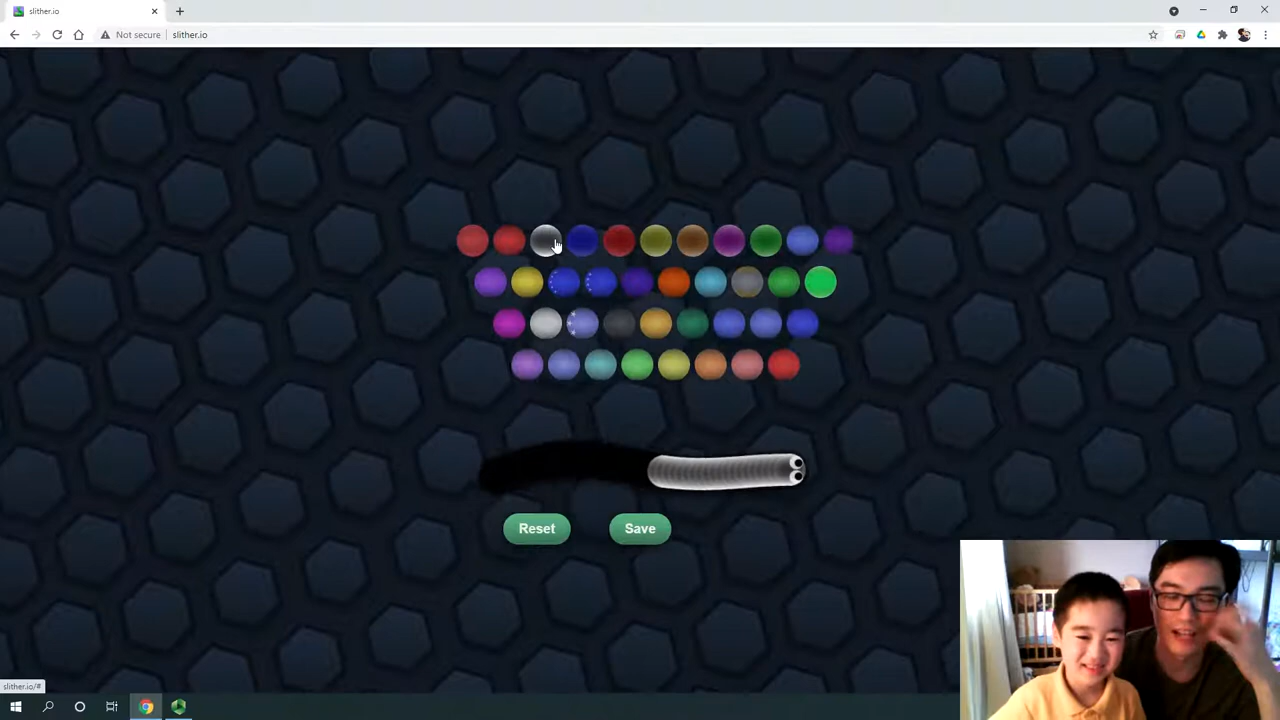 slither.io
Not secure
slither.io
Reset
Save
slither.io/#